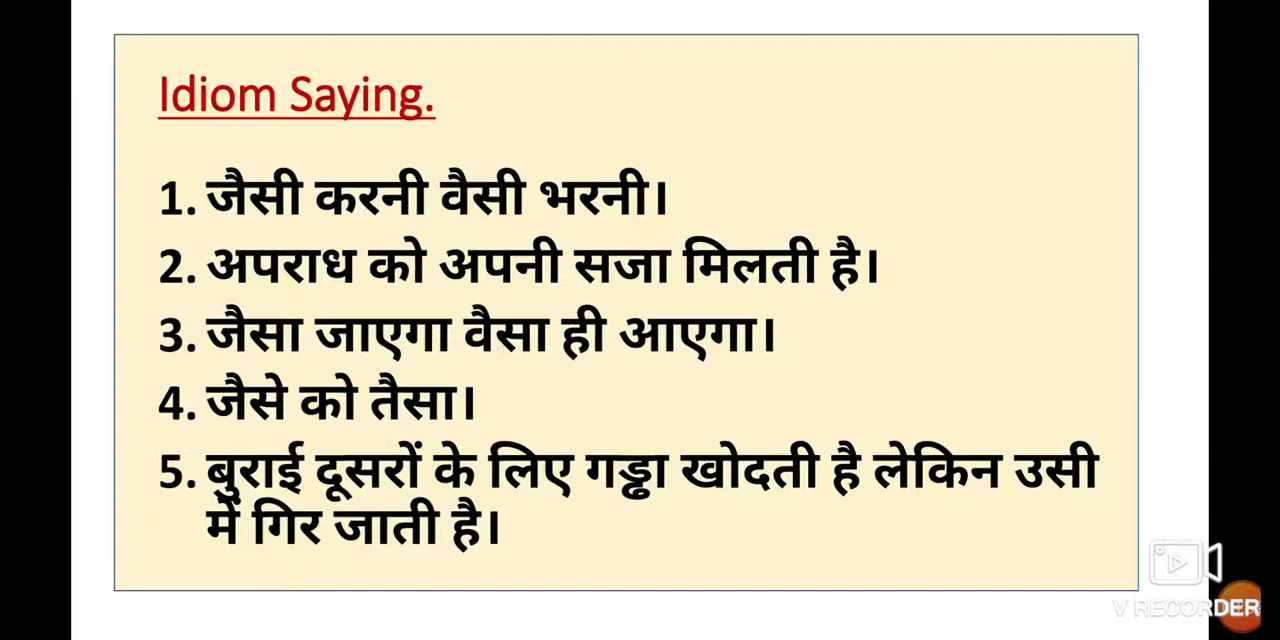 Idiom Saying.
1. जैसी करनी वैसी भरनी।
2. अपराध को अपनी सजा मिलती है।
3. जैसा जाएगा वैसा ही आएगा।
4. जैसे को तैसा।
5. बुराई दूसरों के लिए गड्ढा खोदती है लेकिन उसी
में गिर जाती है।
V RECORDER